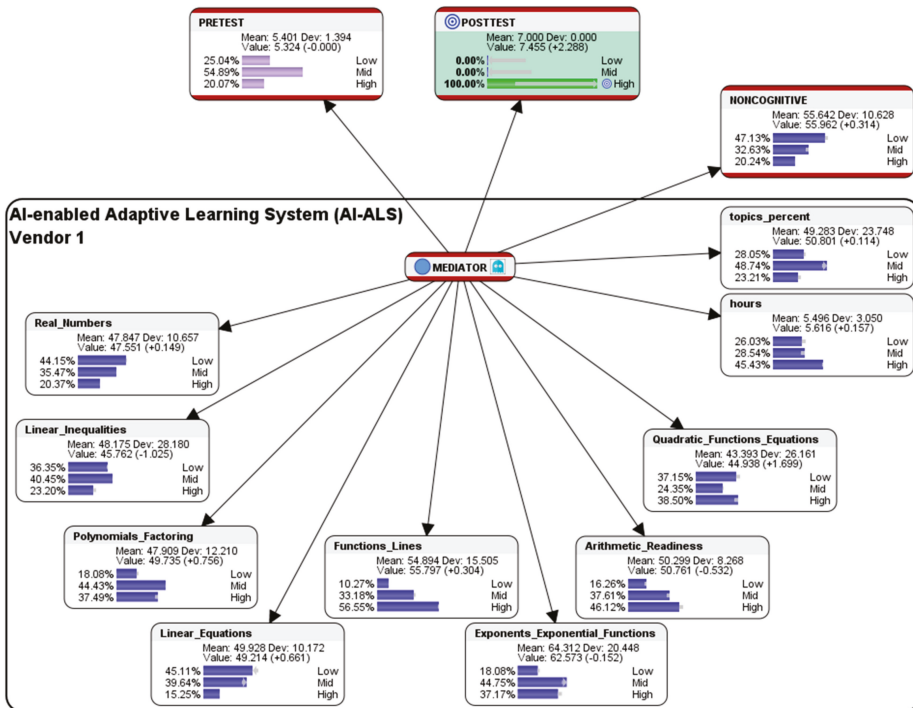 PRETEST
Mean: 5.401 Dev: 1.394
Value: 5.324 (-0.000)
25.04% Low
54.89% Mid
20.07% High
POSTTEST
Mean: 7.000 Dev: 0.000
Value: 7.455 (+2.288)
0.00% Low
0.00% Mid
100.00% High
NONCOGNITIVE
Mean: 55.642 Dev: 10.628
Value: 55.962 (+0.314)
47.13% Low
32.63% Mid
20.24% High
AI-enabled Adaptive Learning System (AI-ALS)
Vendor 1
MEDIATOR
topics_percent
Mean: 49.283 Dev: 23.748
Value: 50.801 (+0.114)
28.05% Low
48.74% Mid
23.21% High
hours
Mean: 5.496 Dev: 3.050
Value: 5.616 (+0.157)
26.03% Low
28.54% Mid
45.43% High
Real_Numbers
Mean: 47.847 Dev: 10.657
Value: 47.551 (+0.149)
44.15% Low
35.47% Mid
20.37% High
Linear_Inequalities
Mean: 48.175 Dev: 28.180
Value: 45.762 (-1.025)
36.35% Low
40.45% Mid
23.20% High
Quadratic_Functions_Equations
Mean: 43.393 Dev: 26.161
Value: 44.938 (+1.699)
37.15% Low
24.35% Mid
38.50% High
Polynomials_Factoring
Mean: 47.909 Dev: 12.210
Value: 49.735 (+0.756)
18.08% Low
44.43% Mid
37.49% High
Functions_Lines
Mean: 54.894 Dev: 15.505
Value: 55.797 (+0.304)
10.27% Low
33.18% Mid
56.55% High
Arithmetic_Readiness
Mean: 50.299 Dev: 8.268
Value: 50.761 (-0.532)
16.26% Low
37.61% Mid
46.12% High
Linear_Equations
Mean: 49.928 Dev: 10.172
Value: 49.214 (+0.661)
45.11% Low
39.64% Mid
15.25% High
Exponents_Exponential_Functions
Mean: 64.312 Dev: 20.448
Value: 62.573 (-0.152)
18.08% Low
44.75% Mid
37.17% High